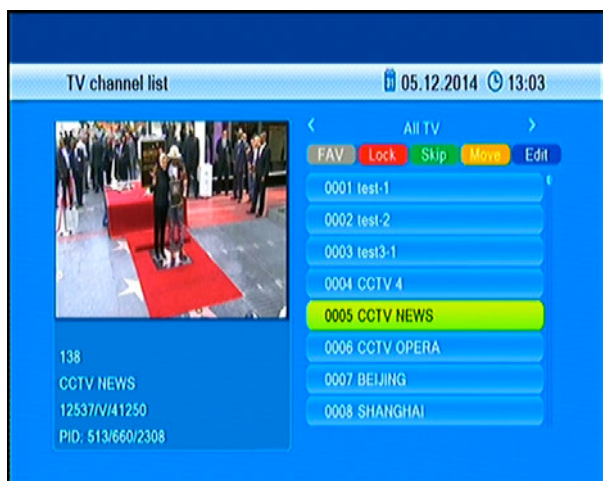 TV channel list
31 05.12.2014 13:03
< All TV >
FAV Lock Skip Move Edit
0001 test-1
0002 test-2
0003 test3-1
0004 CCTV 4
0005 CCTV NEWS
0006 CCTV OPERA
0007 BEIJING
0008 SHANGHAI
138
CCTV NEWS
12537/V/41250
PID: 513/660/2308